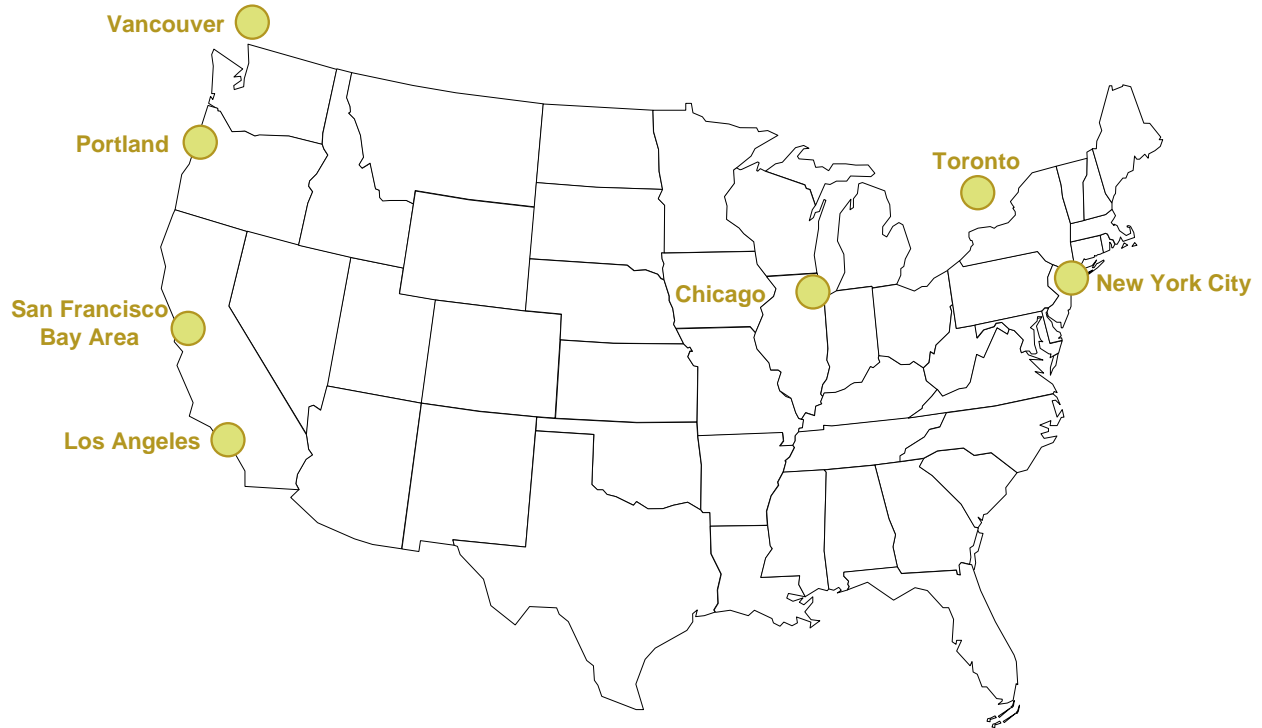 Vancouver
Portland
Toronto
Chicago
New York City
San Francisco
Bay Area
Los Angeles